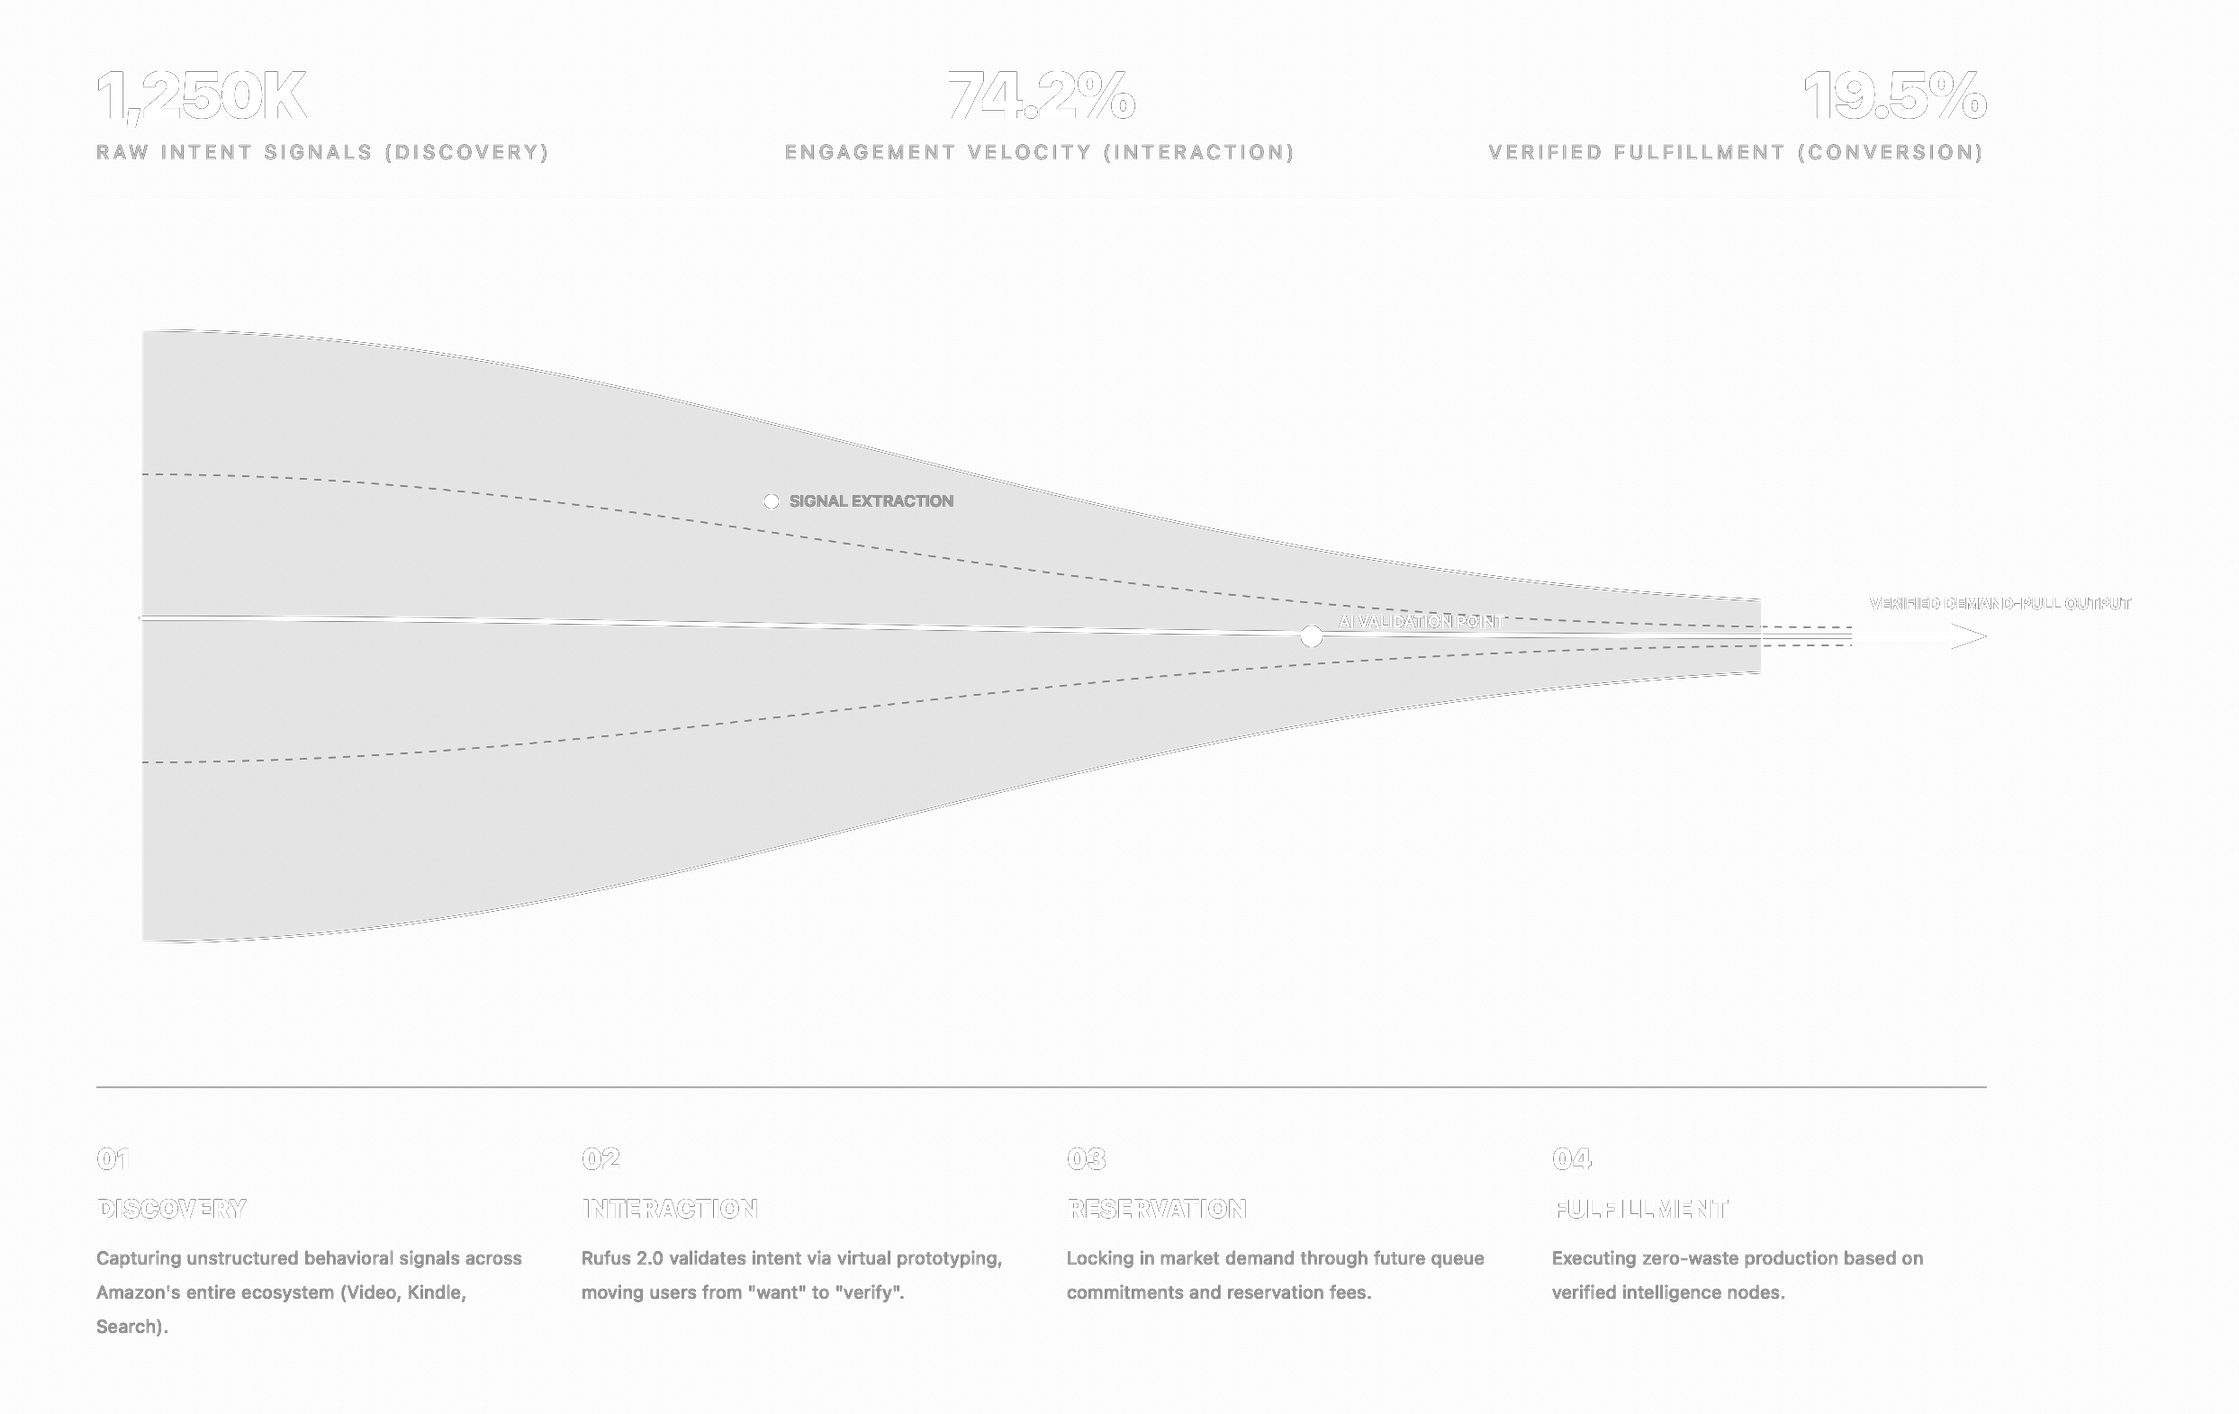 1,250K
RAW INTENT SIGNALS (DISCOVERY)
74.2%
ENGAGEMENT VELOCITY (INTERACTION)
19.5%
VERIFIED FULFILLMENT (CONVERSION)
SIGNAL EXTRACTION
VERIFIED DEMAND-PULL OUTPUT
AI VALIDATION POINT
01
DISCOVERY
Capturing unstructured behavioral signals across
Amazon's entire ecosystem (Video, Kindle,
Search).
02
INTERACTION
Rufus 2.0 validates intent via virtual prototyping,
moving users from "want" to "verify".
03
RESERVATION
Locking in market demand through future queue
commitments and reservation fees.
04
FULFILLMENT
Executing zero-waste production based on
verified intelligence nodes.